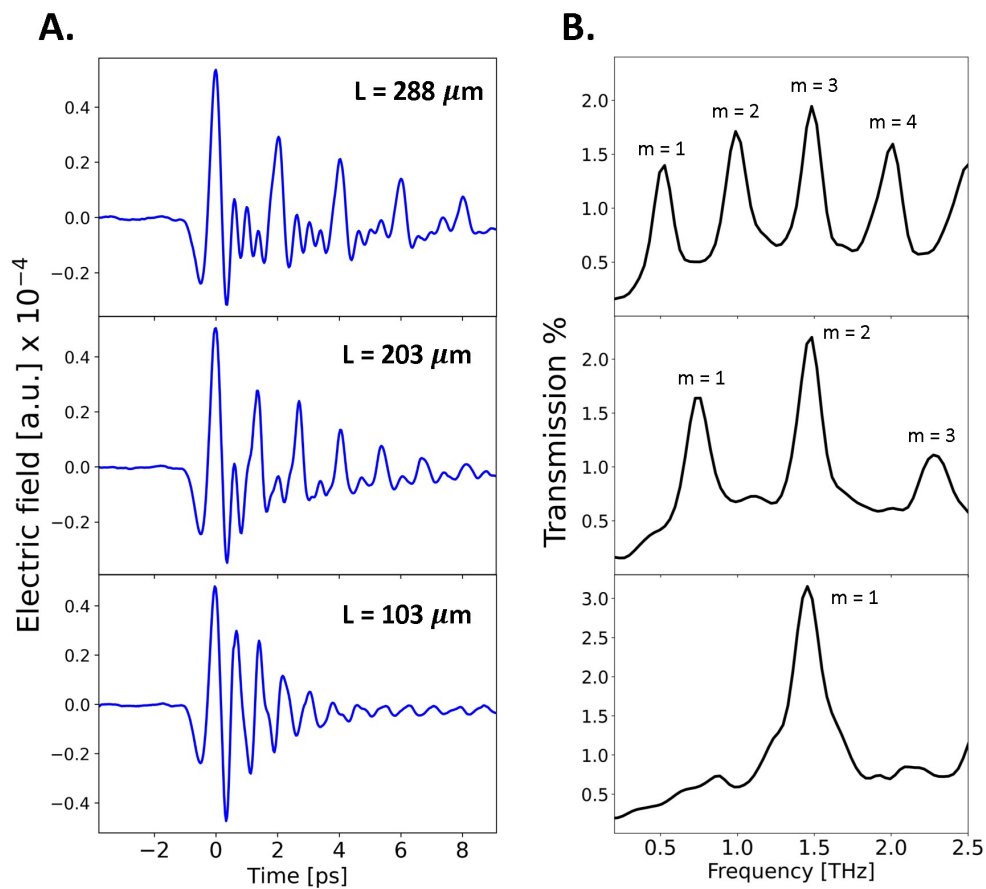 A.
B.
L = 288 μm
0.4
0.2
0.0
−0.2
L = 203 μm
0.4
0.2
0.0
−0.2
L = 103 μm
0.4
0.2
0.0
−0.2
−0.4
−2
0
2
4
6
8
Time [ps]
Electric field [a.u.] x 10⁻⁴
m = 1
m = 2
m = 3
m = 4
2.0
1.5
1.0
0.5
m = 1
m = 2
m = 3
2.0
1.5
1.0
0.5
m = 1
3.0
2.5
2.0
1.5
1.0
0.5
0.5
1.0
1.5
2.0
2.5
Frequency [THz]
Transmission %